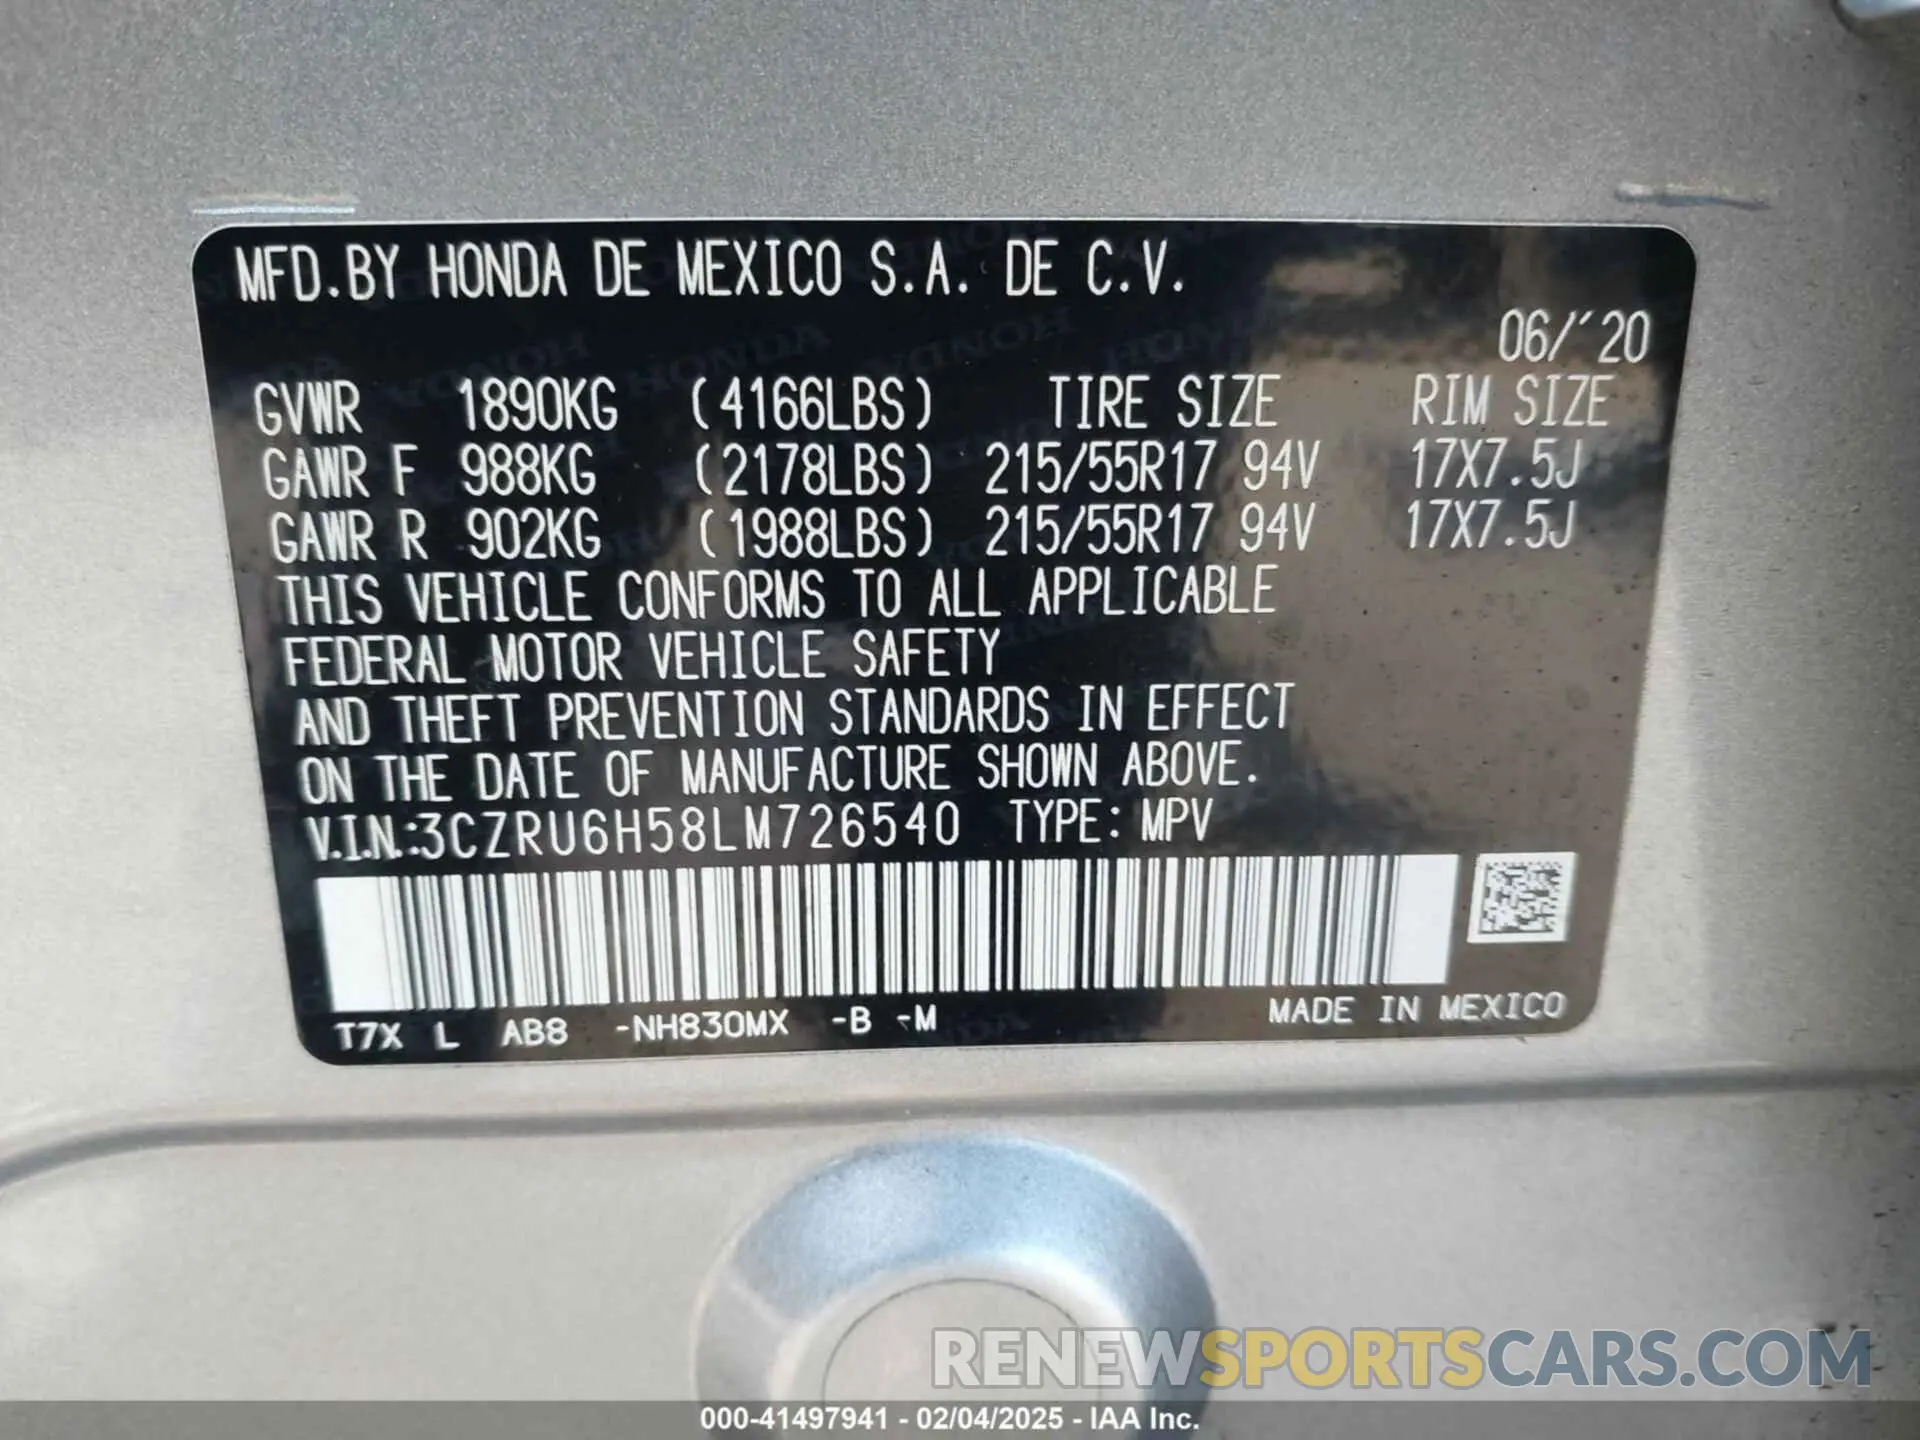 MFD.BY HONDA DE MEXICO S.A. DE C.V.
06/´20
GVWR 1890KG (4166LBS) TIRE SIZE RIM SIZE
GAWR F 988KG (2178LBS) 215/55R17 94V 17X7.5J
GAWR R 902KG (1988LBS) 215/55R17 94V 17X7.5J
THIS VEHICLE CONFORMS TO ALL APPLICABLE
FEDERAL MOTOR VEHICLE SAFETY
AND THEFT PREVENTION STANDARDS IN EFFECT
ON THE DATE OF MANUFACTURE SHOWN ABOVE.
V.I.N.:3CZRU6H58LM726540 TYPE: MPV
T7X L AB8 -NH830MX -B -M MADE IN MEXICO
RENEWSPORTSCARS.COM
000-41497941 - 02/04/2025 - IAA Inc.